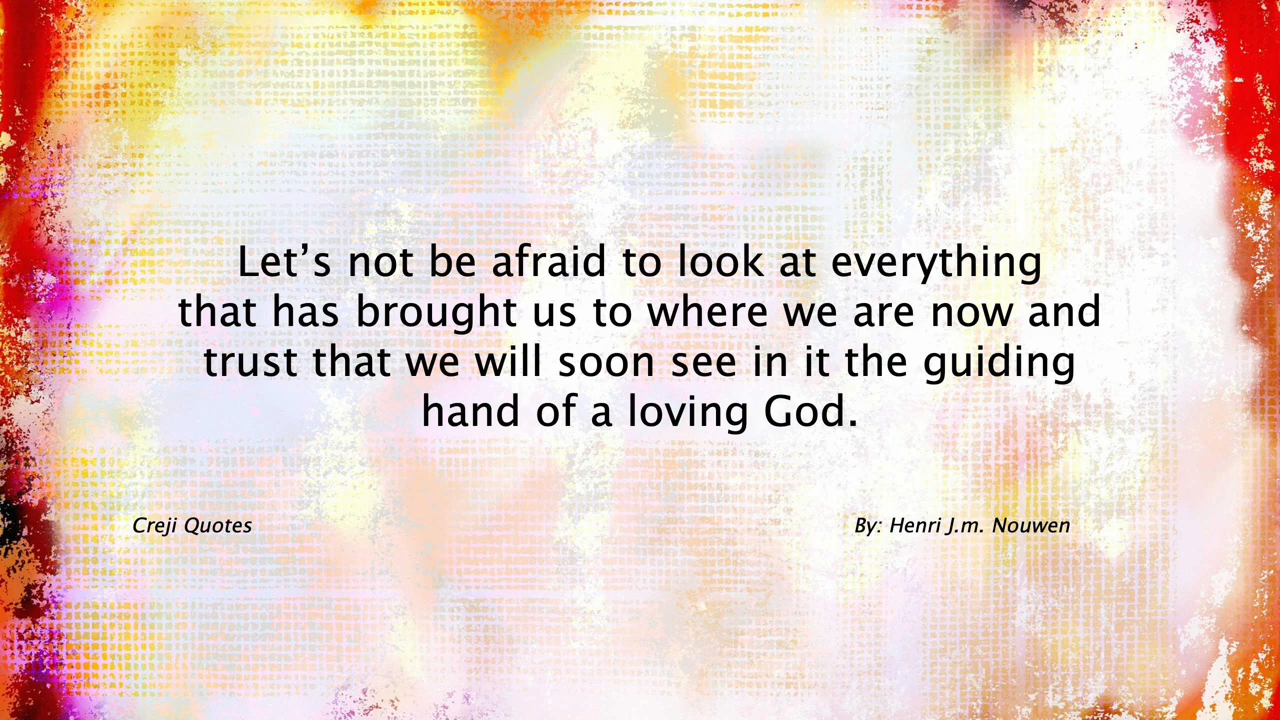 Let’s not be afraid to look at everything
that has brought us to where we are now and
trust that we will soon see in it the guiding
hand of a loving God.
Creji Quotes
By: Henri J.m. Nouwen